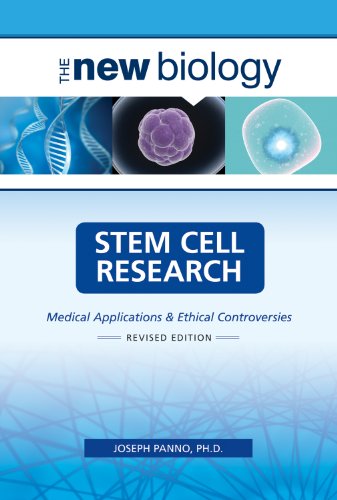 THE new biology
STEM CELL
RESEARCH
Medical Applications & Ethical Controversies
REVISED EDITION
JOSEPH PANNO, PH.D.